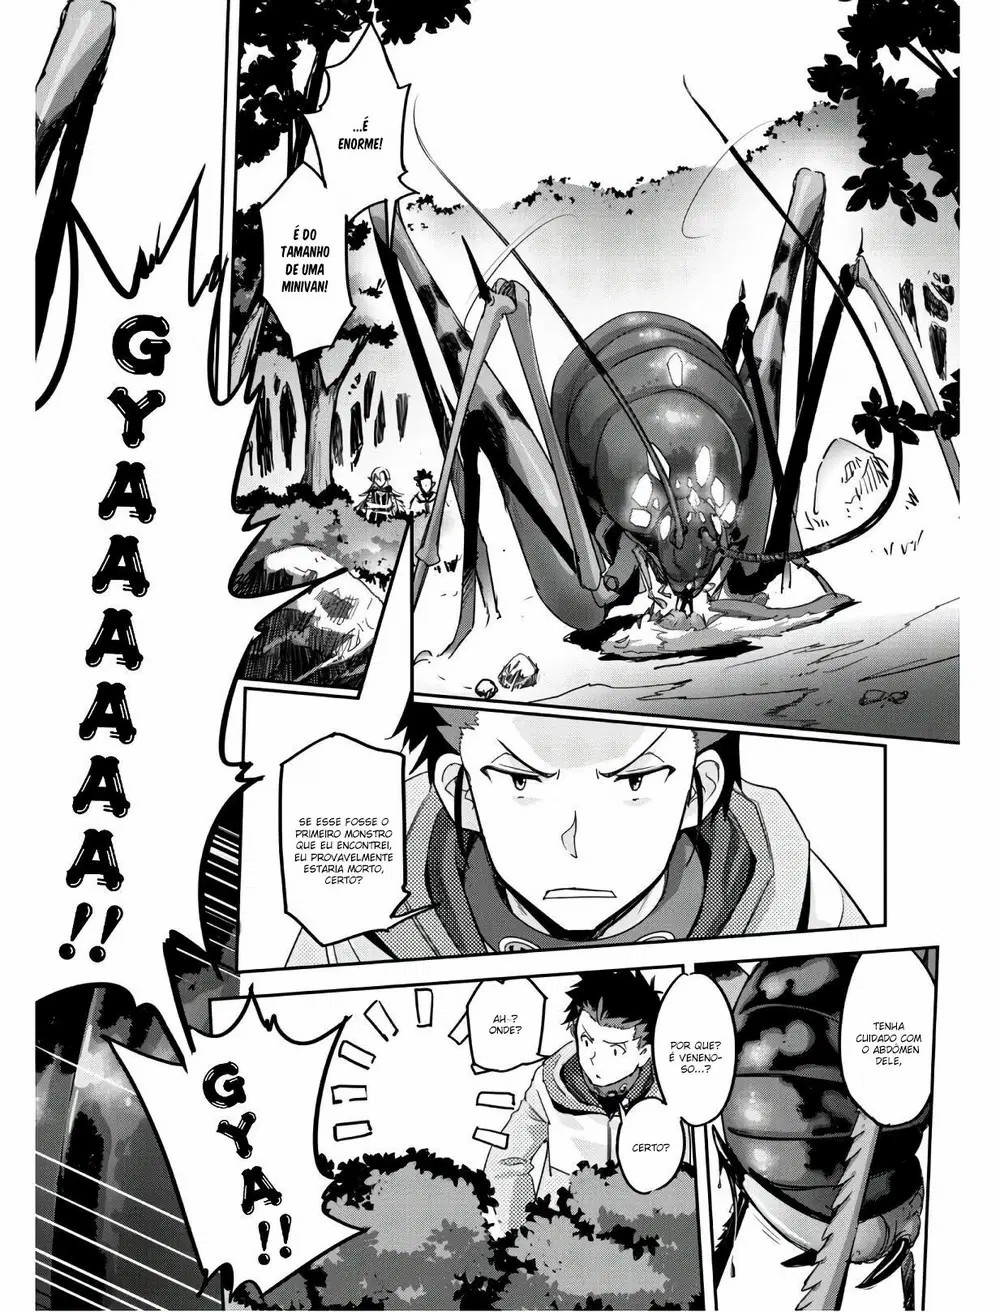 ...É
ENORME!
É DO
TAMANHO
DE UMA
MINIVAN!
SE ESSE FOSSE O
PRIMEIRO MONSTRO
QUE EU ENCONTREI,
EU PROVAVELMENTE
ESTARIA MORTO,
CERTO?
TENHA
CUIDADO COM
O ABDÔMEN
DELE,
POR QUE?
É VENENO-
SO...?
CERTO?
AH-?
ONDE?
GYA!!
GYAAAAAAA!!